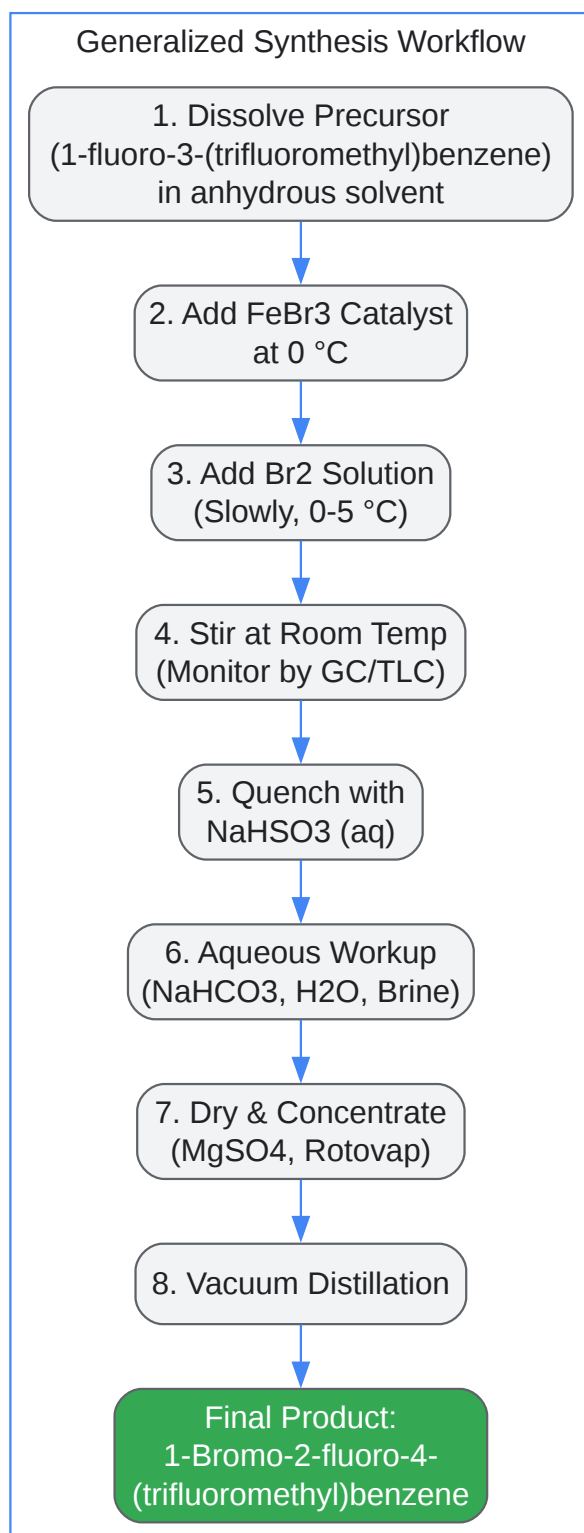 Generalized Synthesis Workflow
1. Dissolve Precursor
(1-fluoro-3-(trifluoromethyl)benzene)
in anhydrous solvent
2. Add FeBr3 Catalyst
at 0 °C
3. Add Br2 Solution
(Slowly, 0-5 °C)
4. Stir at Room Temp
(Monitor by GC/TLC)
5. Quench with
NaHSO3 (aq)
6. Aqueous Workup
(NaHCO3, H2O, Brine)
7. Dry & Concentrate
(MgSO4, Rotovap)
8. Vacuum Distillation
Final Product:
1-Bromo-2-fluoro-4-
(trifluoromethyl)benzene